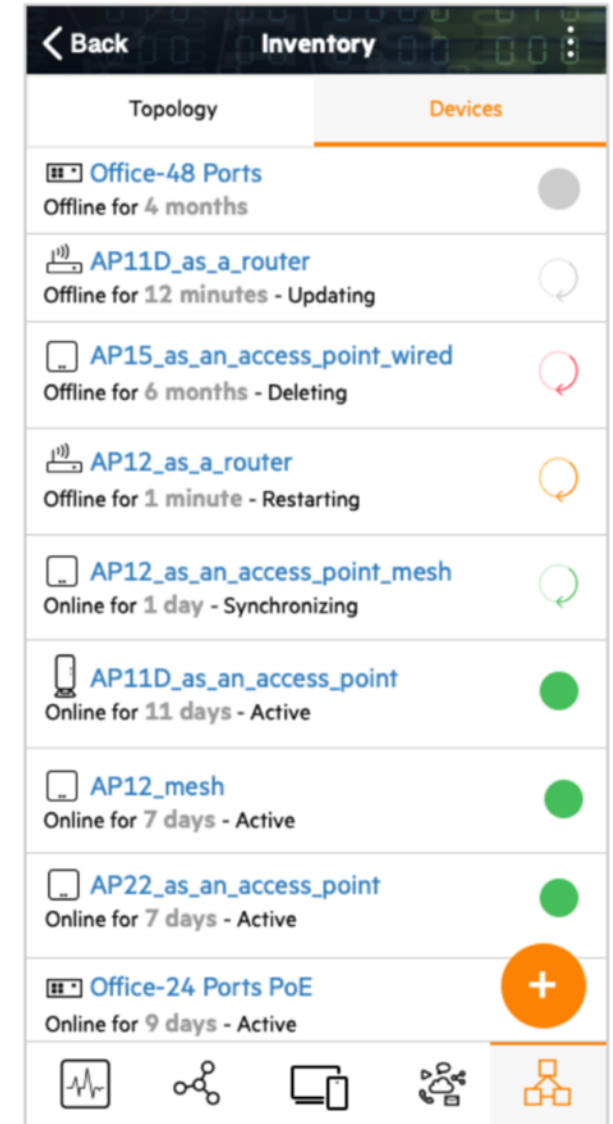 Back
Inventory
Topology
Devices
Office-48 Ports
Offline for 4 months
AP11D_as_a_router
Offline for 12 minutes - Updating
AP15_as_an_access_point_wired
Offline for 6 months - Deleting
AP12_as_a_router
Offline for 1 minute - Restarting
AP12_as_an_access_point_mesh
Online for 1 day - Synchronizing
AP11D_as_an_access_point
Online for 11 days - Active
AP12_mesh
Online for 7 days - Active
AP22_as_an_access_point
Online for 7 days - Active
Office-24 Ports PoE
Online for 9 days - Active